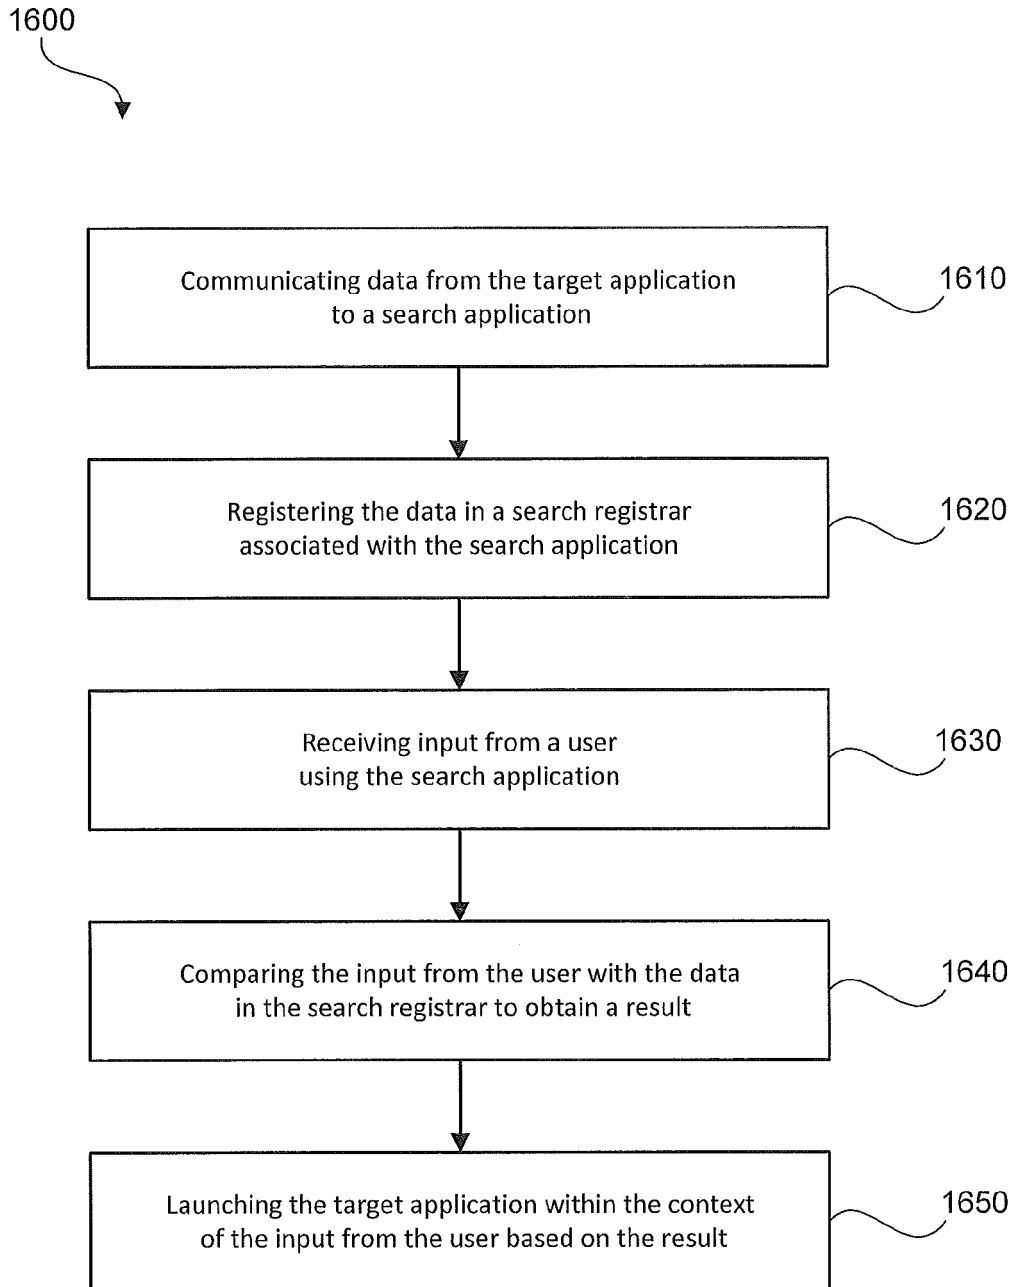 1600
Communicating data from the target application
to a search application
1610
Registering the data in a search registrar
associated with the search application
1620
Receiving input from a user
using the search application
1630
Comparing the input from the user with the data
in the search registrar to obtain a result
1640
Launching the target application within the context
of the input from the user based on the result
1650